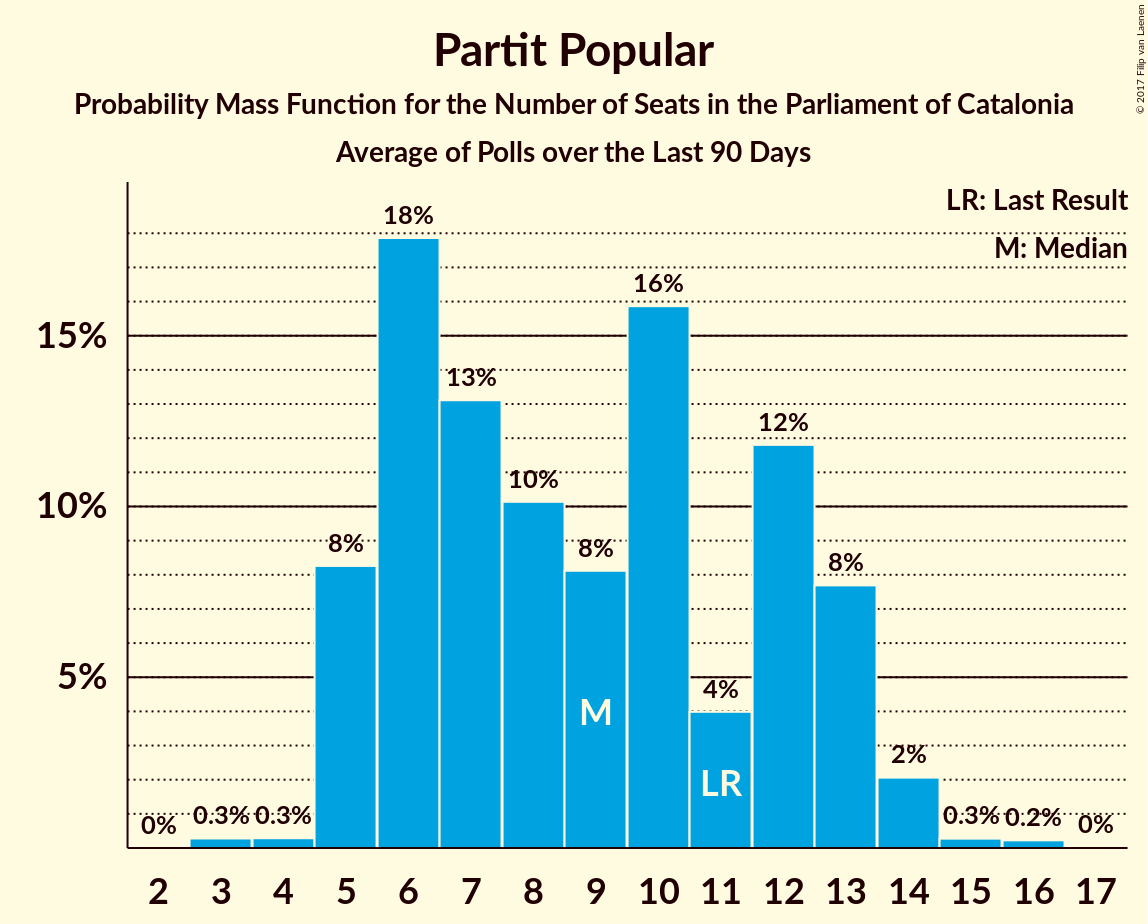 Partit Popular
Probability Mass Function for the Number of Seats in the Parliament of Catalonia
Average of Polls over the Last 90 Days
© 2017 Filip van Laenen
LR: Last Result
M: Median
15%
10%
5%
0%
0.3%
0.3%
8%
18%
13%
10%
8%
16%
4%
12%
8%
2%
0.3%
0.2%
0%
M
LR
2 3 4 5 6 7 8 9 10 11 12 13 14 15 16 17